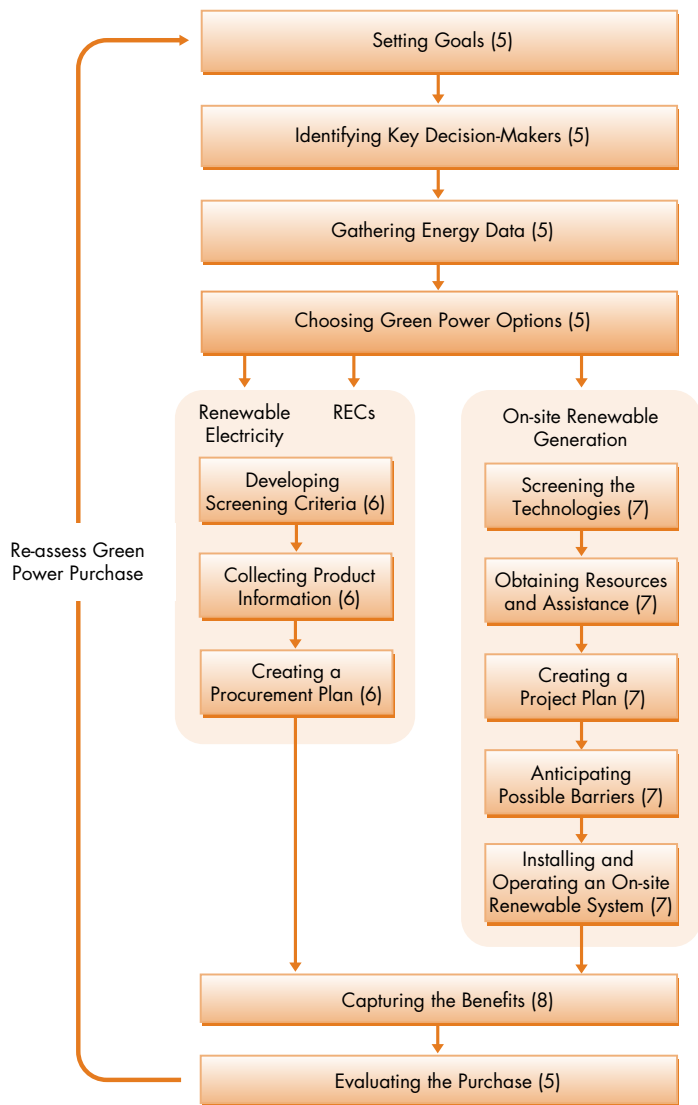 Setting Goals (5)
Identifying Key Decision-Makers (5)
Gathering Energy Data (5)
Choosing Green Power Options (5)
Renewable
Electricity
RECs
Developing
Screening Criteria (6)
Collecting Product
Information (6)
Creating a
Procurement Plan (6)
On-site Renewable
Generation
Screening the
Technologies (7)
Obtaining Resources
and Assistance (7)
Creating a
Project Plan (7)
Anticipating
Possible Barriers (7)
Installing and
Operating an On-site
Renewable System (7)
Capturing the Benefits (8)
Evaluating the Purchase (5)
Re-assess Green
Power Purchase